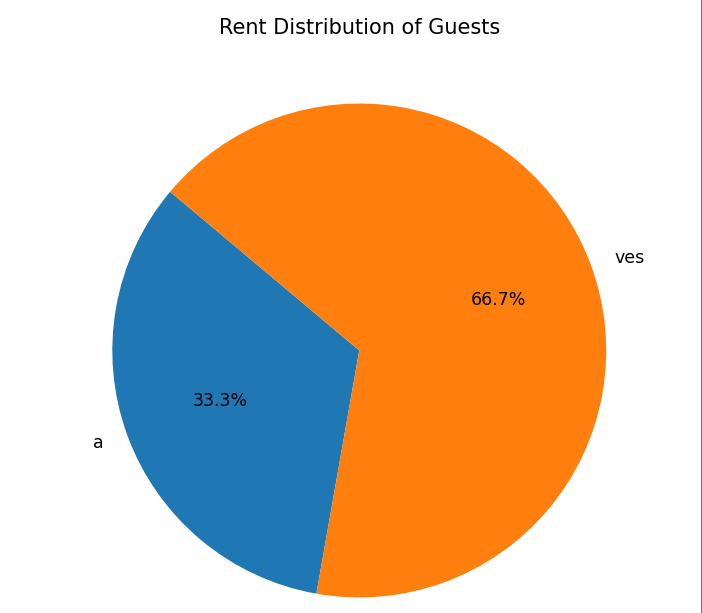 Rent Distribution of Guests
ves
66.7%
33.3%
a